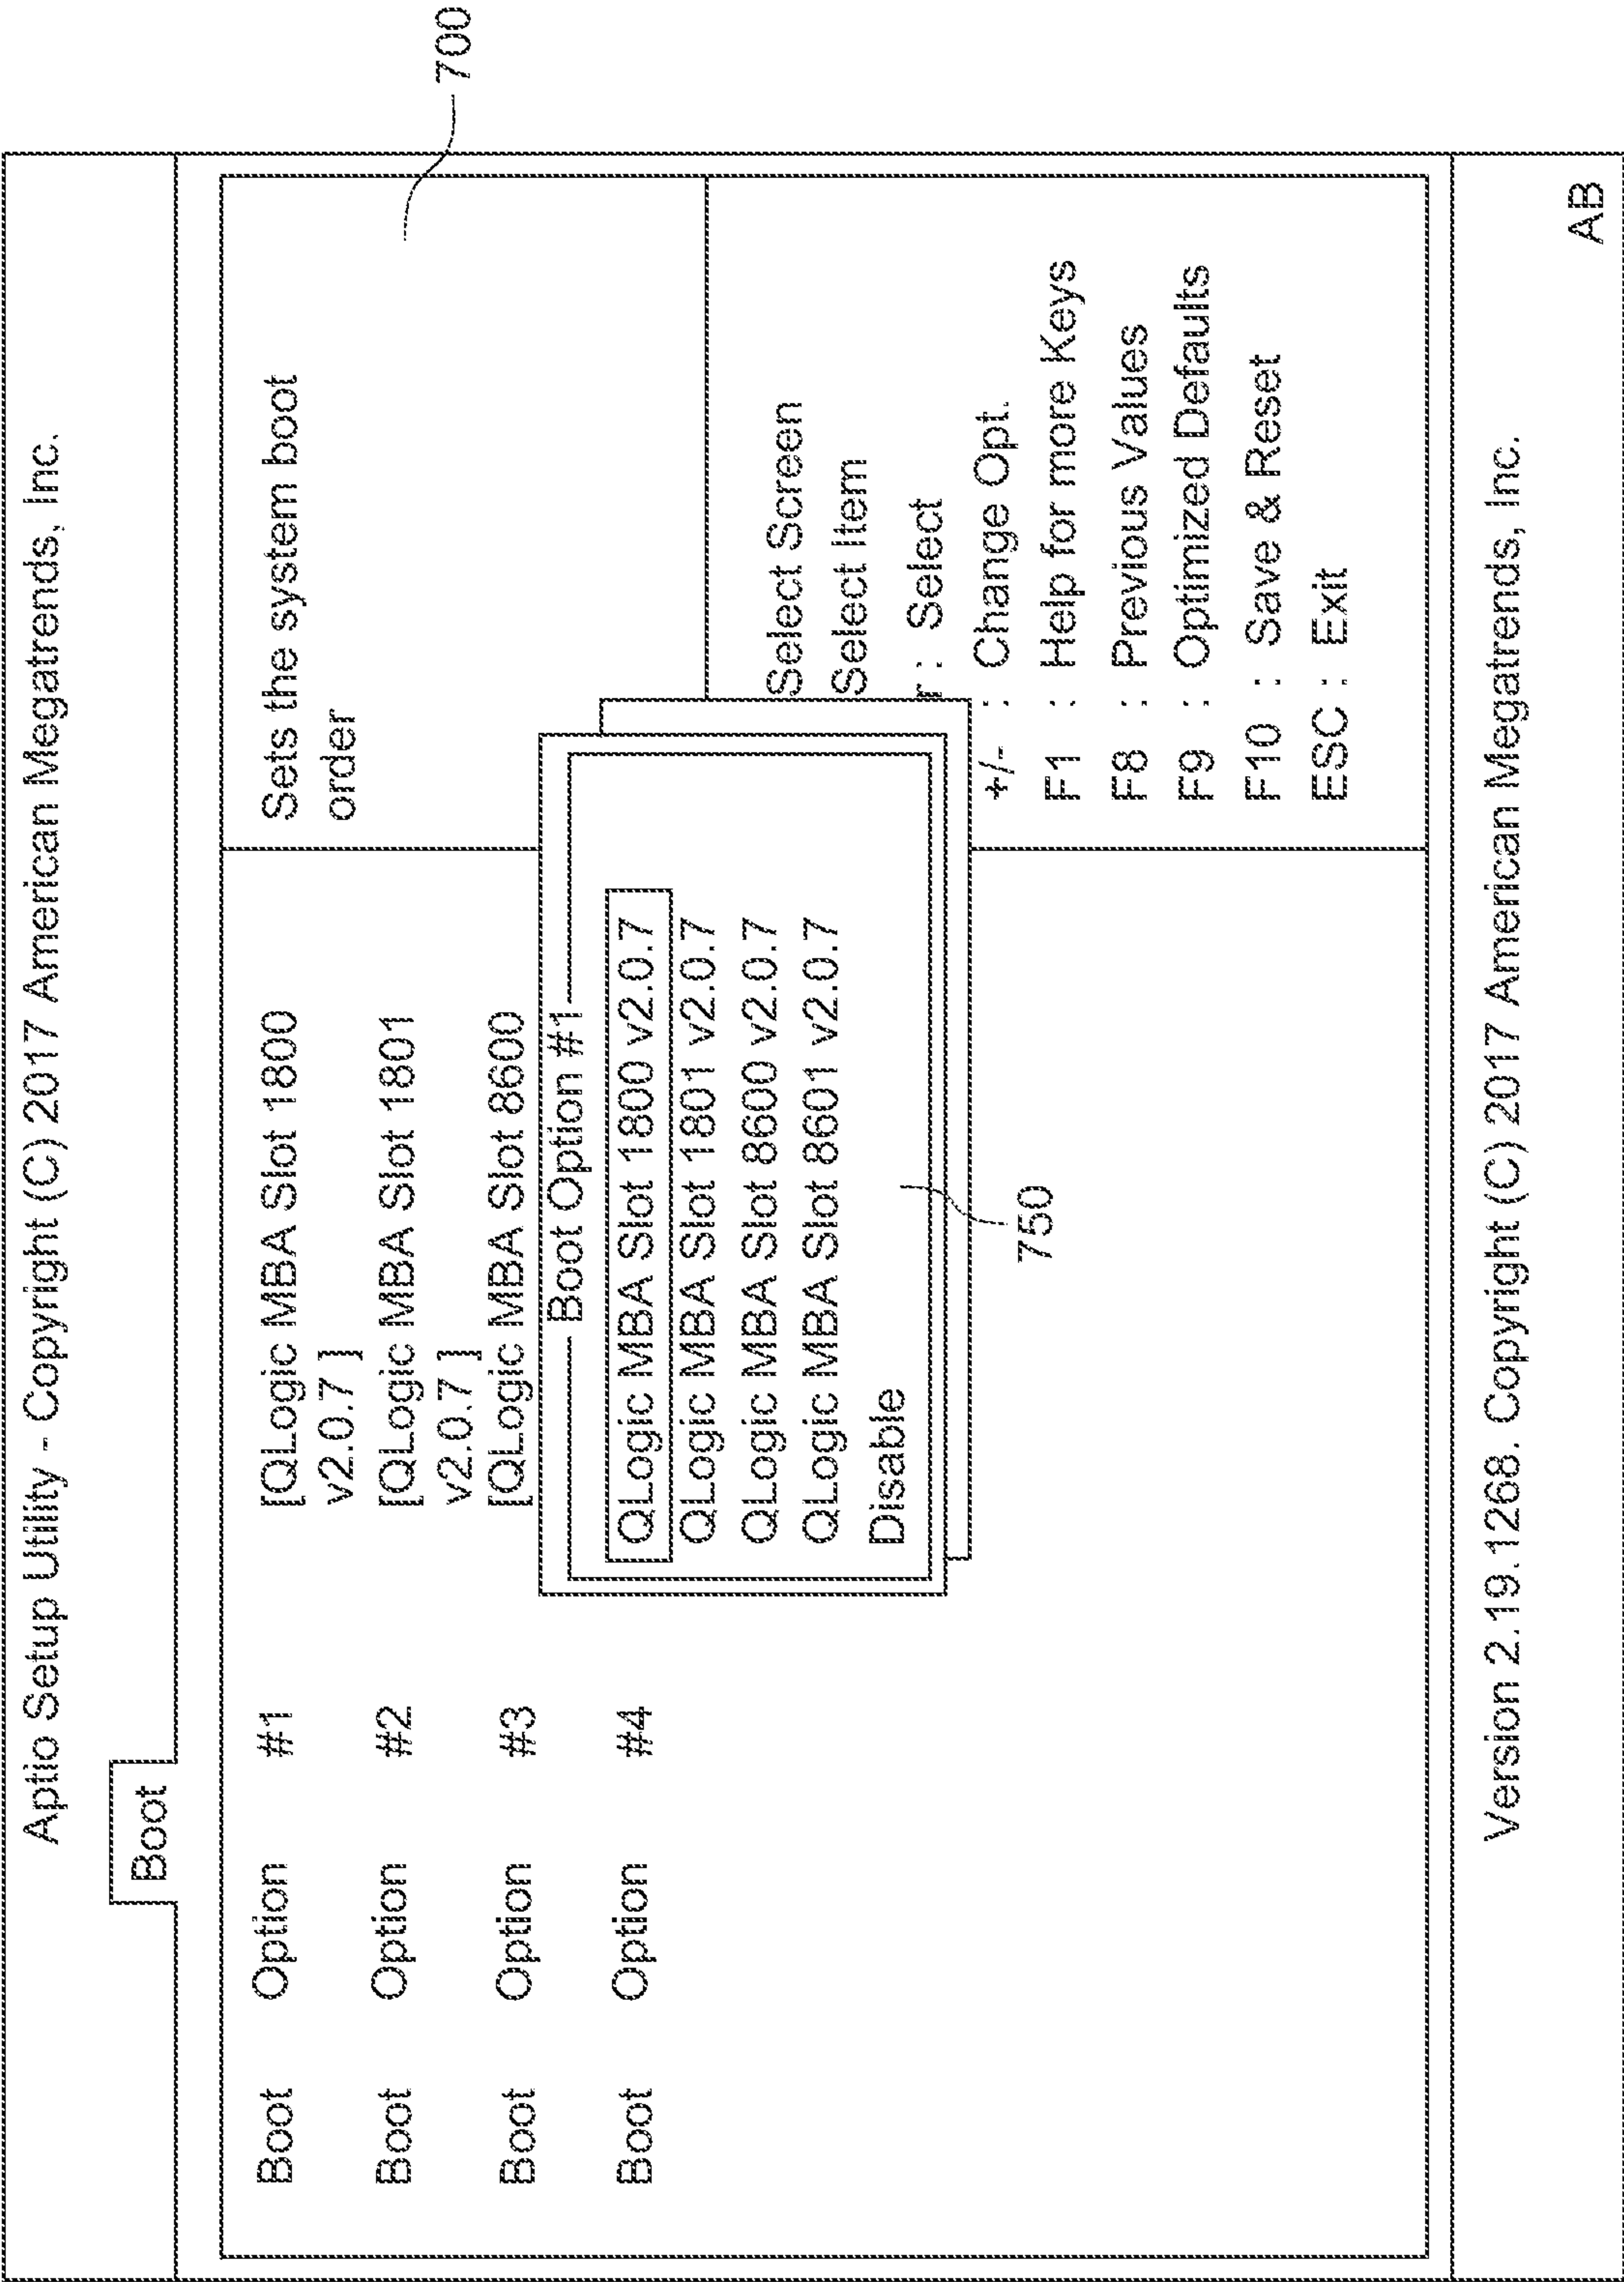 Aptio Setup Utility - Copyright (C) 2017 American Megatrends, Inc.
Boot
Boot Option #1 [QLogic MBA Slot 1800
v2.0.7 ]
Boot Option #2 [QLogic MBA Slot 1801
v2.0.7 ]
Boot Option #3 [QLogic MBA Slot 8600
Boot Option #4
Sets the system boot
order
700
Boot Option #1
QLogic MBA Slot 1800 v2.0.7
QLogic MBA Slot 1801 v2.0.7
QLogic MBA Slot 8600 v2.0.7
QLogic MBA Slot 8601 v2.0.7
Disable
750
Select Screen
Select Item
r : Select
+/- : Change Opt.
F1 : Help for more Keys
F8 : Previous Values
F9 : Optimized Defaults
F10 : Save & Reset
ESC : Exit
Version 2.19.1268. Copyright (C) 2017 American Megatrends, Inc.
AB